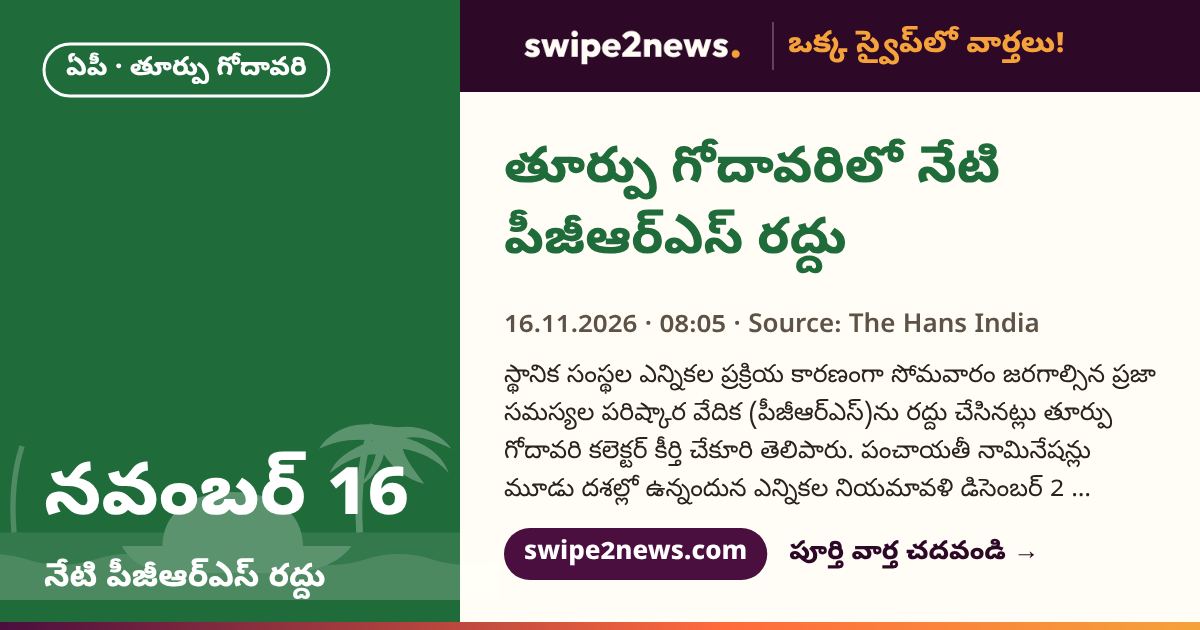 ఏపీ · తూర్పు గోదావరి
swipe2news.
ఒక్క స్వైప్‌లో వార్తలు!
తూర్పు గోదావరిలో నేటి
పీజీఆర్ఎస్ రద్దు
16.11.2026 · 08:05 · Source: The Hans India
స్థానిక సంస్థల ఎన్నికల ప్రక్రియ కారణంగా సోమవారం జరగాల్సిన ప్రజా
సమస్యల పరిష్కార వేదిక (పీజీఆర్ఎస్)ను రద్దు చేసినట్లు తూర్పు
గోదావరి కలెక్టర్ కీర్తి చేకూరి తెలిపారు. పంచాయతీ నామినేషన్లు
మూడు దశల్లో ఉన్నందున ఎన్నికల నియమావళి డిసెంబర్ 2 ...
నవంబర్ 16
నేటి పీజీఆర్ఎస్ రద్దు
swipe2news.com
పూర్తి వార్త చదవండి →